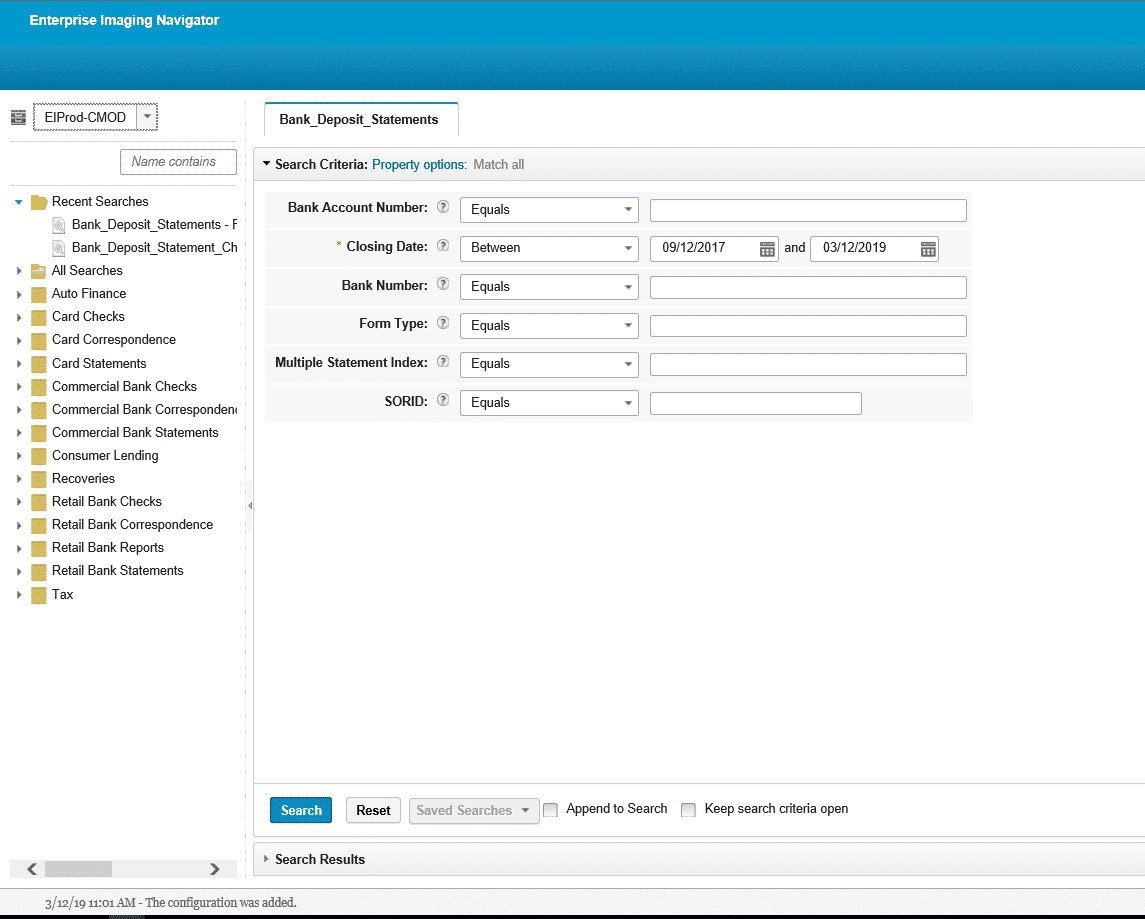 Enterprise Imaging Navigator
EIProd-CMOD
Name contains
Recent Searches
Bank_Deposit_Statements - F
Bank_Deposit_Statement_Ch
All Searches
Auto Finance
Card Checks
Card Correspondence
Card Statements
Commercial Bank Checks
Commercial Bank Corresponden
Commercial Bank Statements
Consumer Lending
Recoveries
Retail Bank Checks
Retail Bank Correspondence
Retail Bank Reports
Retail Bank Statements
Tax
Bank_Deposit_Statements
Search Criteria: Property options: Match all
Bank Account Number: ? Equals
* Closing Date: ? Between 09/12/2017 and 03/12/2019
Bank Number: ? Equals
Form Type: ? Equals
Multiple Statement Index: ? Equals
SORID: ? Equals
Search Reset Saved Searches Append to Search Keep search criteria open
Search Results
3/12/19 11:01 AM - The configuration was added.